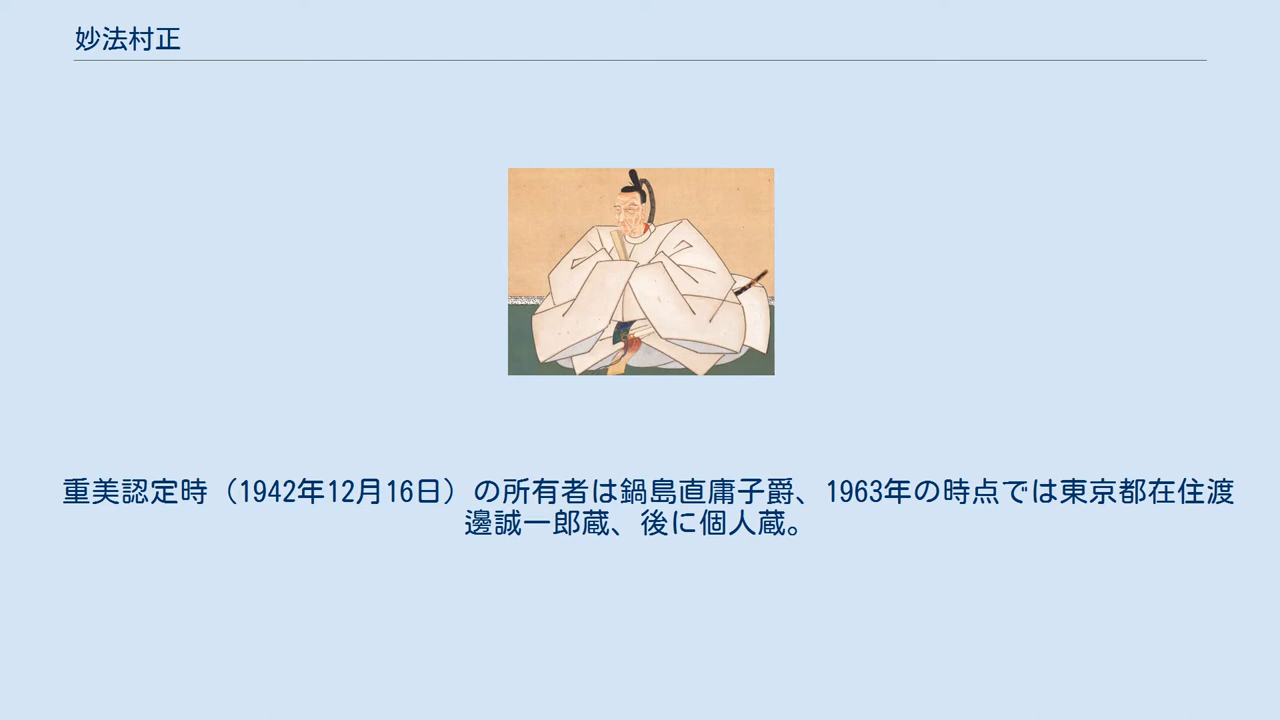 妙法村正
重美認定時（1942年12月16日）の所有者は鍋島直庸子爵、1963年の時点では東京都在住渡
邊誠一郎蔵、後に個人蔵。